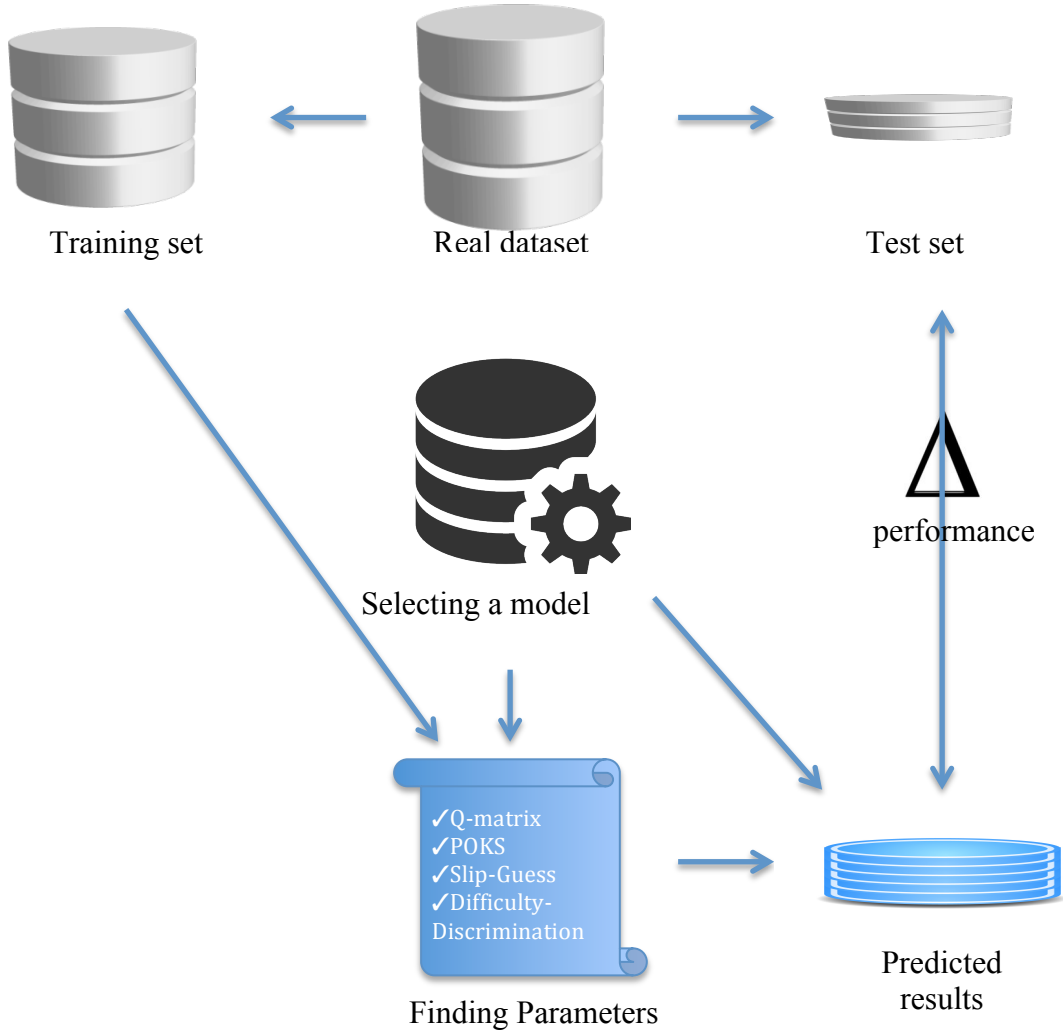 Training set
Real dataset
Test set
Δ
performance
Selecting a model
✓Q-matrix
✓POKS
✓Slip-Guess
✓Difficulty-
Discrimination
Finding Parameters
Predicted
results